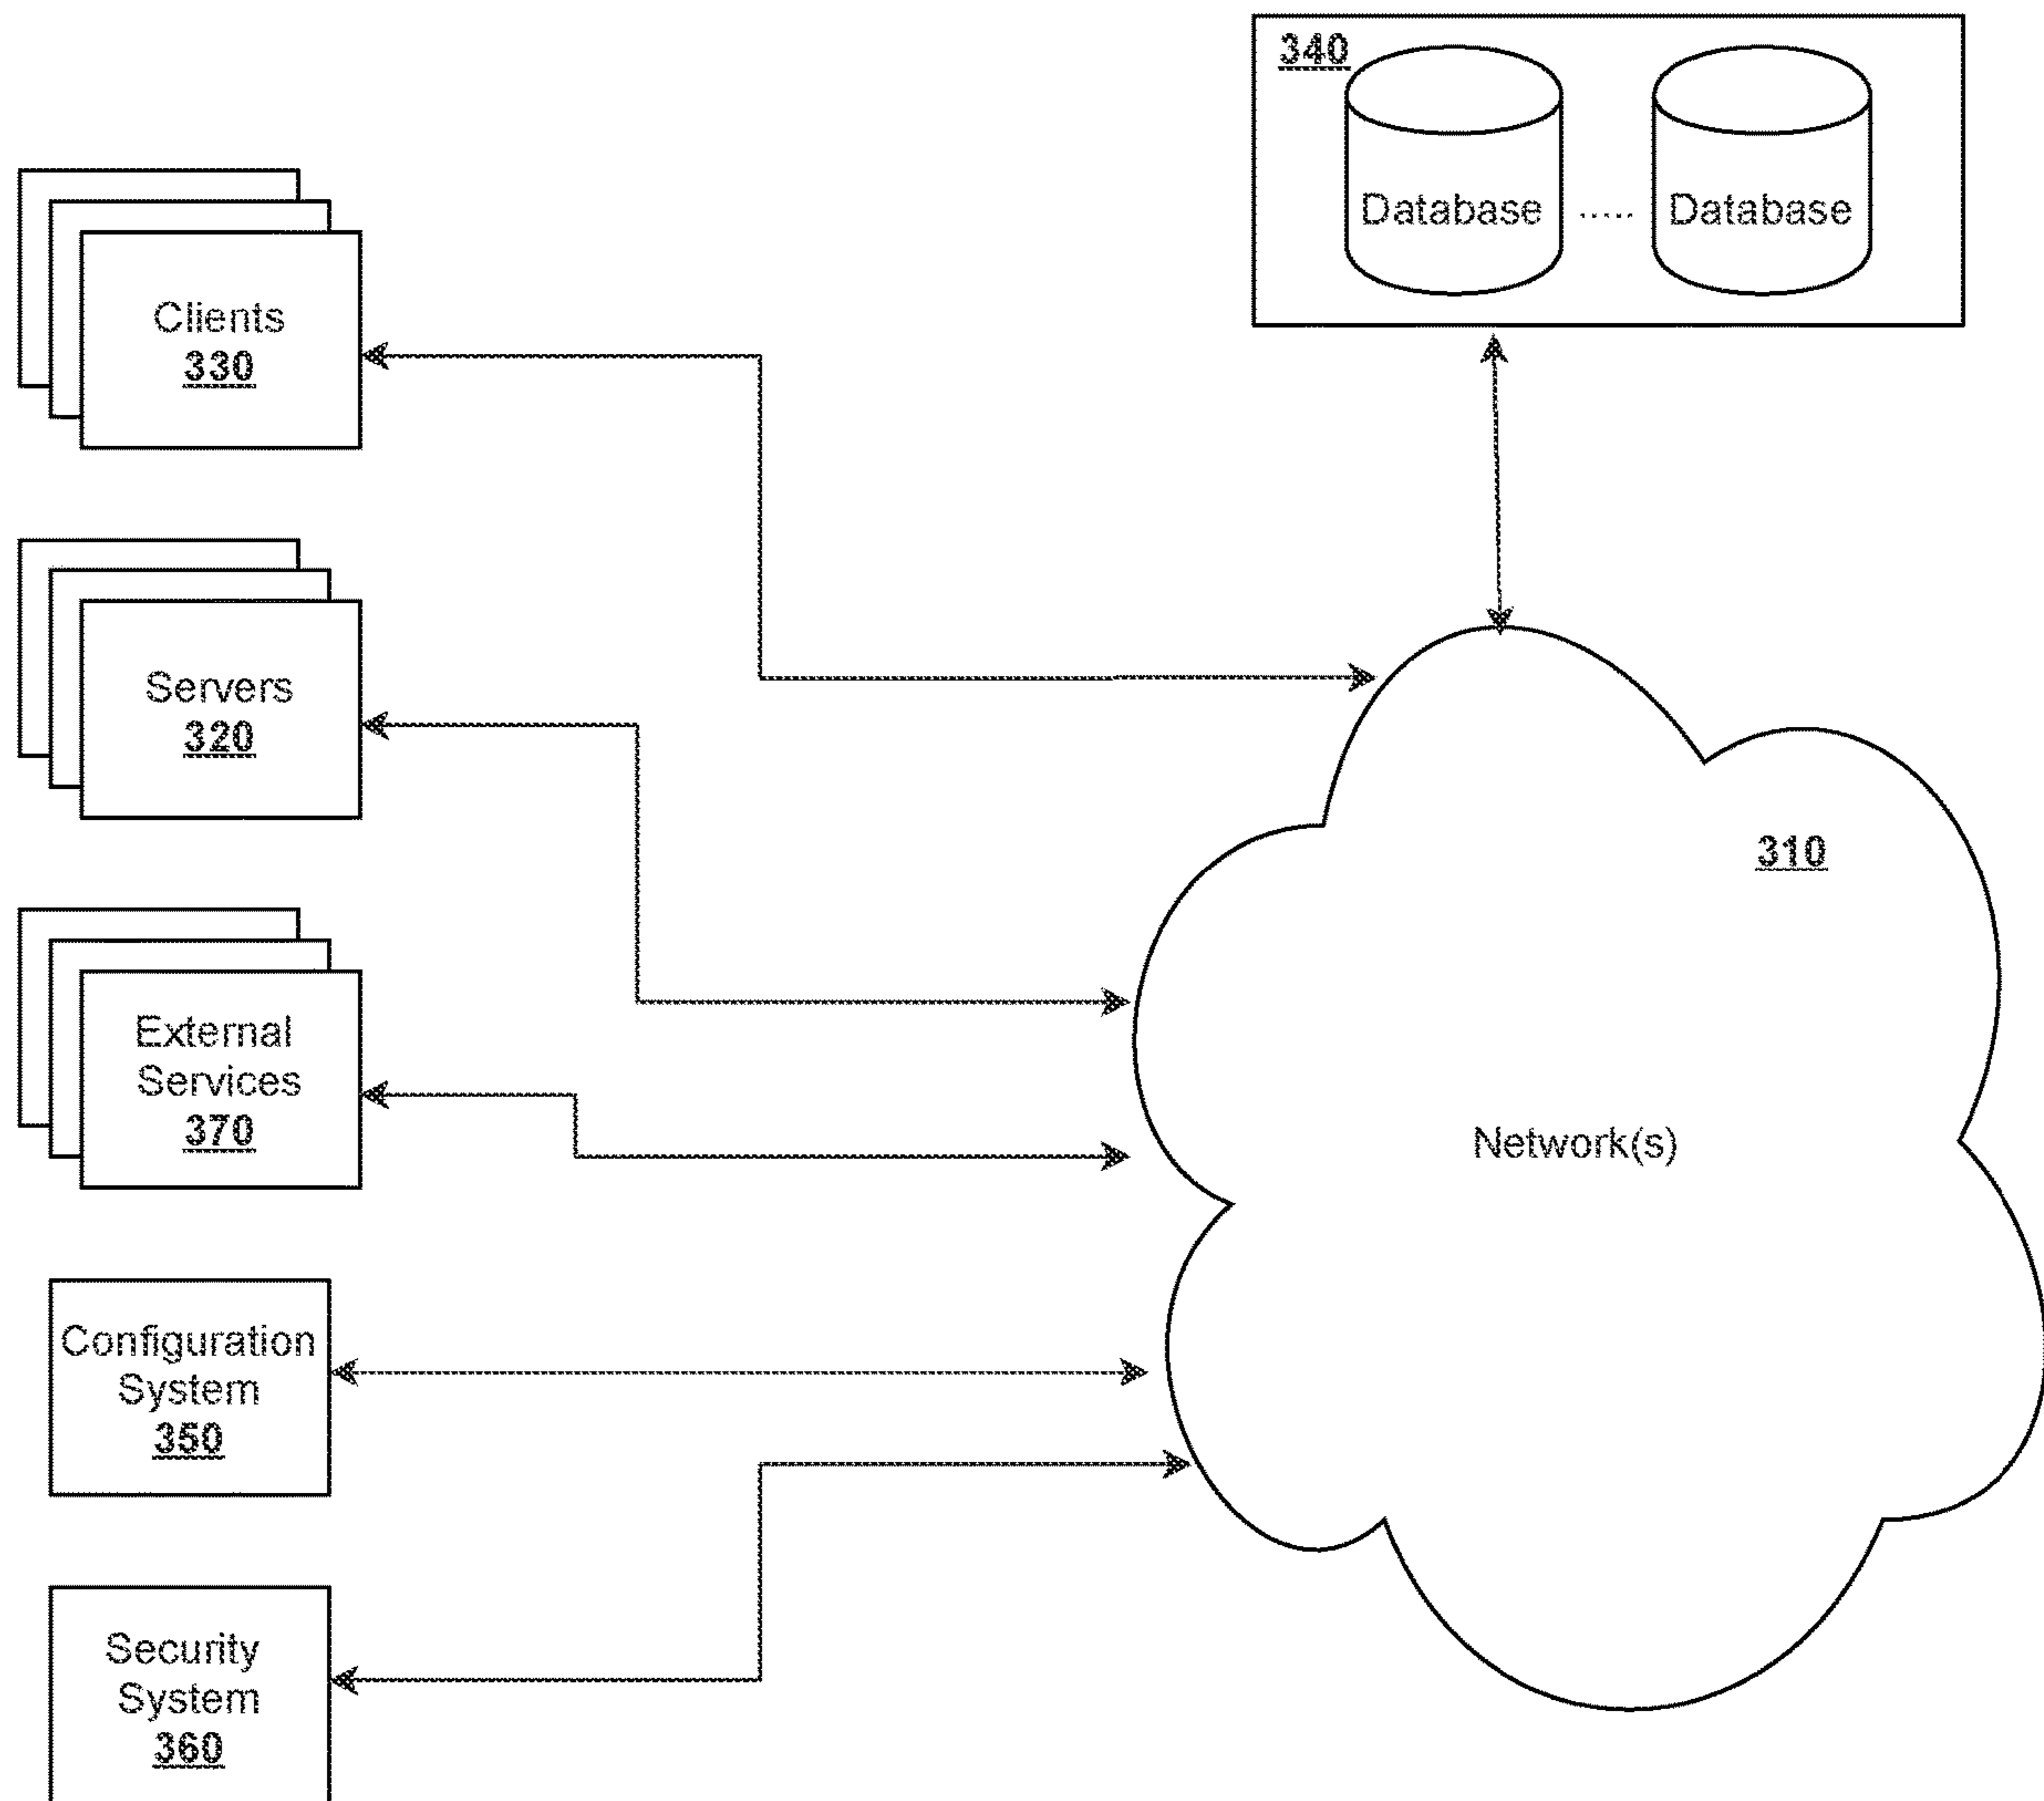 340
Database ..... Database
Clients
330
Servers
320
310
External
Services
370
Network(s)
Configuration
System
350
Security
System
360